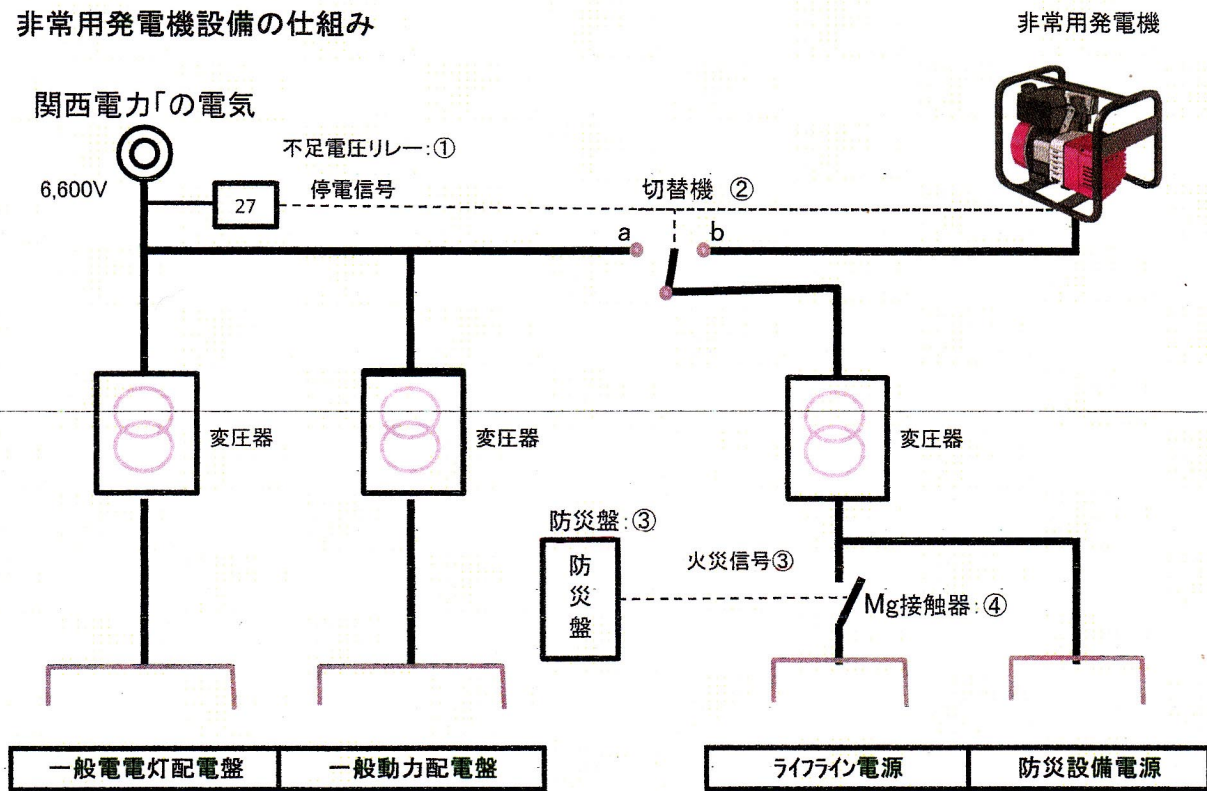 非常用発電機設備の仕組み
非常用発電機
関西電力「の電気
不足電圧リレー:①
6,600V
27
停電信号
切替機 ②
a
b
変圧器
変圧器
変圧器
防災盤:③
防災盤
火災信号③
Mg接触器:④
一般電電灯配電盤
一般動力配電盤
ライフライン電源
防災設備電源